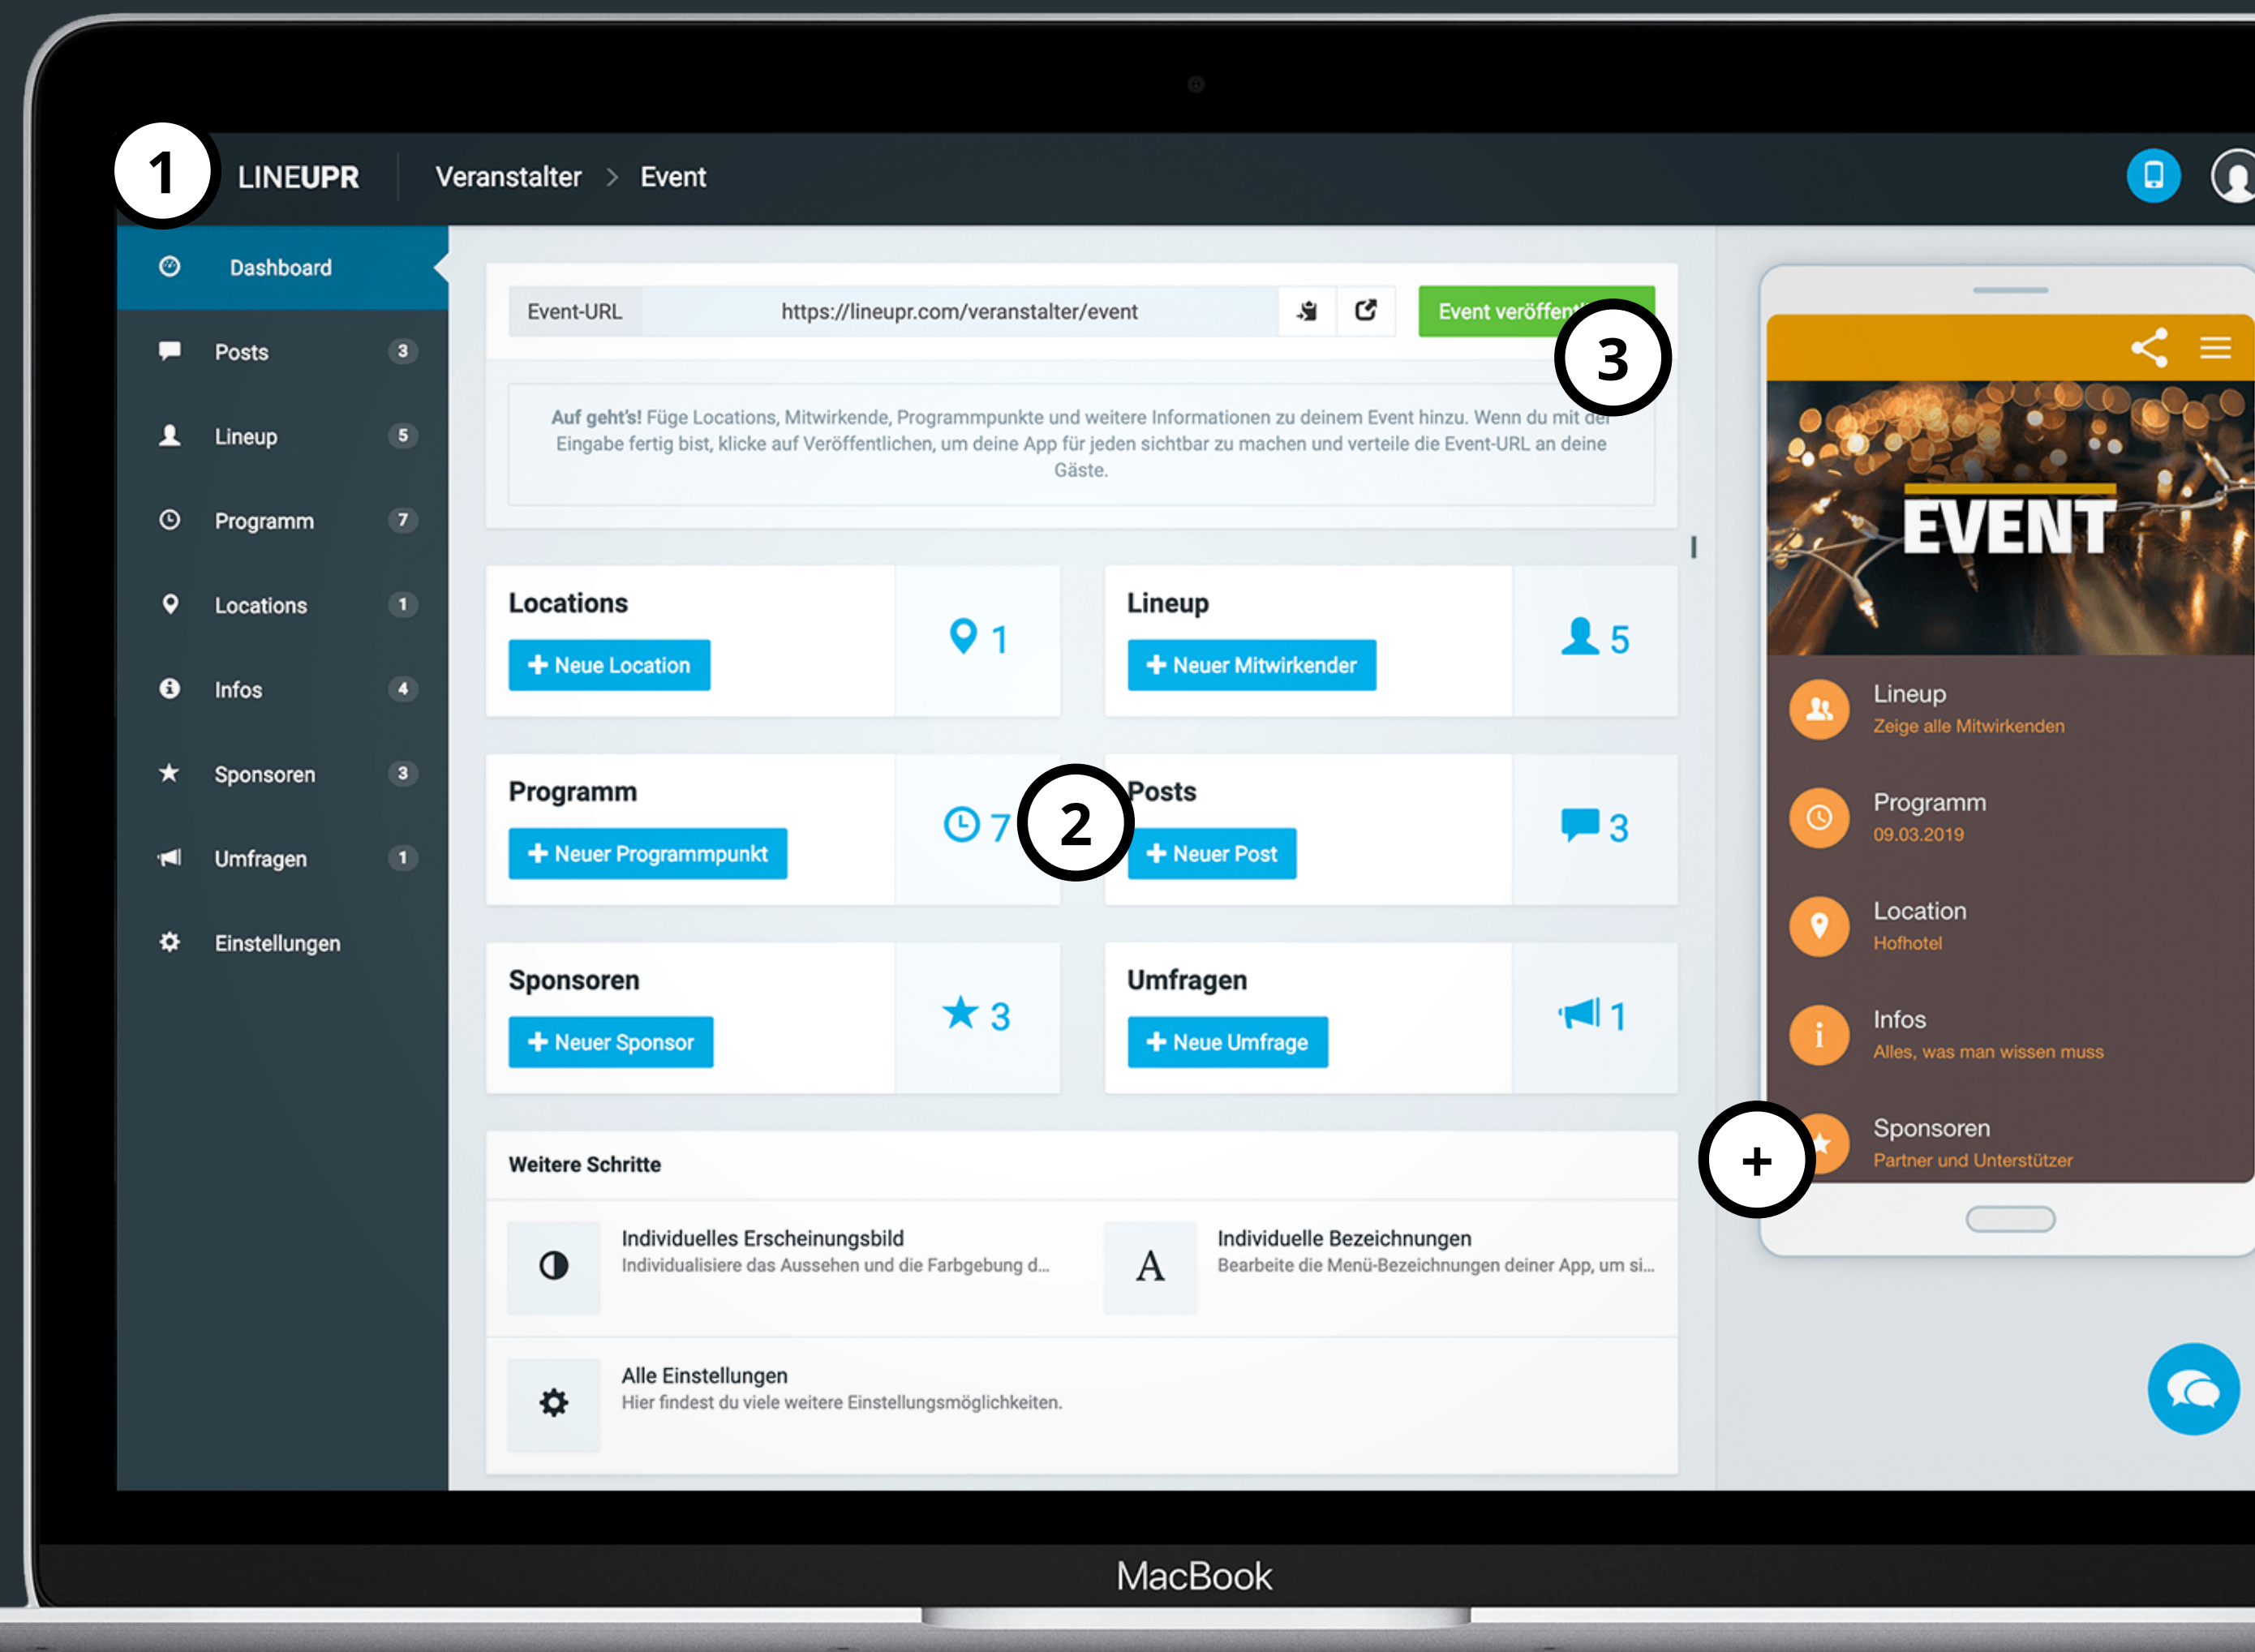 1
LINEUPR
Veranstalter > Event
Dashboard
Posts 3
Lineup 5
Programm 7
Locations 1
Infos 4
Sponsoren 3
Umfragen 1
Einstellungen
Event-URL https://lineupr.com/veranstalter/event
Event
3
Auf geht's! Füge Locations, Mitwirkende, Programmpunkte und weitere Informationen zu deinem Event hinzu. Wenn du mit der
Eingabe fertig bist, klicke auf Veröffentlichen, um deine App für jeden sichtbar zu machen und verteile die Event-URL an deine
Gäste.
Locations
+ Neue Location
1
Lineup
+ Neuer Mitwirkender
5
Programm
+ Neuer Programmpunkt
7
2
Posts
+ Neuer Post
3
Sponsoren
+ Neuer Sponsor
3
Umfragen
+ Neue Umfrage
1
Weitere Schritte
Individuelles Erscheinungsbild
Individualisiere das Aussehen und die Farbgebung d...
A
Individuelle Bezeichnungen
Bearbeite die Menü-Bezeichnungen deiner App, um si...
Alle Einstellungen
Hier findest du viele weitere Einstellungsmöglichkeiten.
EVENT
Lineup
Zeige alle Mitwirkenden
Programm
09.03.2019
Location
Hofhotel
Infos
Alles, was man wissen muss
+
Sponsoren
Partner und Unterstützer
MacBook